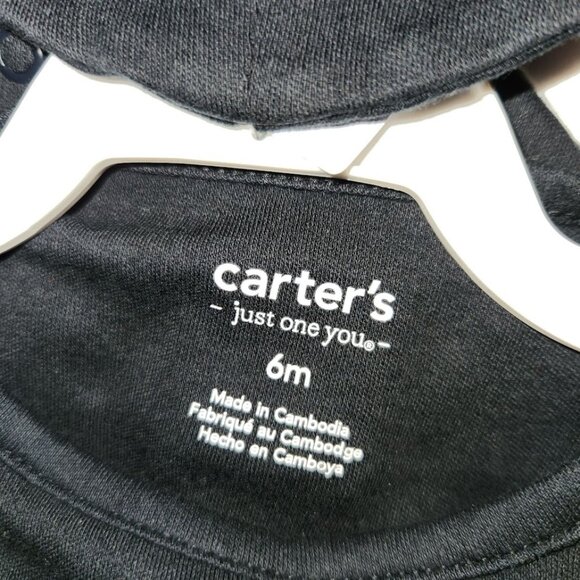 carter's
- just one you®-
6m
Made in Cambodia
Fabriqué au Cambodge
Hecho en Camboya